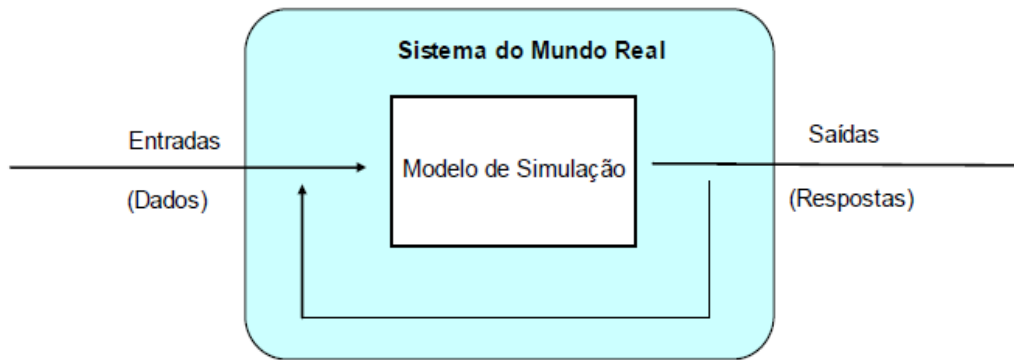 Sistema do Mundo Real
Entradas
(Dados)
Modelo de Simulação
Saídas
(Respostas)